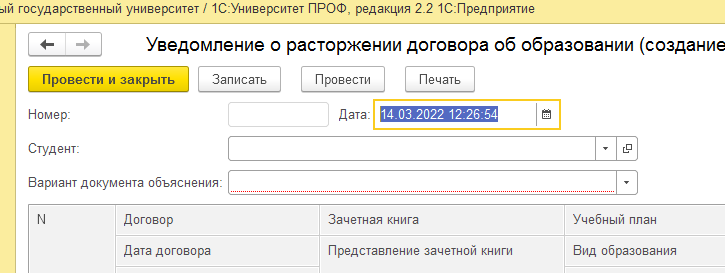 ый государственный университет / 1С:Университет ПРОФ, редакция 2.2 1С:Предприятие
Уведомление о расторжении договора об образовании (создание
Провести и закрыть Записать Провести Печать
Номер: Дата: 14.03.2022 12:26:54
Студент:
Вариант документа объяснения:
N Договор Зачетная книга Учебный план
Дата договора Представление зачетной книги Вид образования